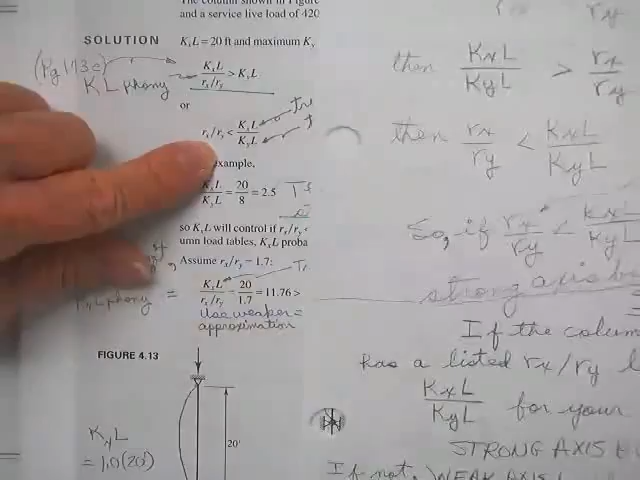 The column shown in Figure
and a service live load of 420
SOLUTION KxL = 20 ft and maximum Ky
(Pg 173c)
KyL phony
KxL
rx/ry > KyL
or
rx/ry < KxL
KyL
example,
KxL
KyL = 20
8 = 2.5
so KxL will control if rx/ry <
umn load tables, KxL proba
Assume rx/ry = 1.7:
KyL phony =
KxL
rx/ry = 20
1.7 = 11.76 >
Use weaker =
approximation
FIGURE 4.13
KxL
= 1.0(20')
20'
ry
then KxL
KyL > rx
ry
then rx
ry < KxL
KyL
So, if rx
ry < KxL
KyL
strong axis
If the column
has a listed rx/ry
KxL
KyL for your
STRONG AXIS
If not, WEAK AXIS